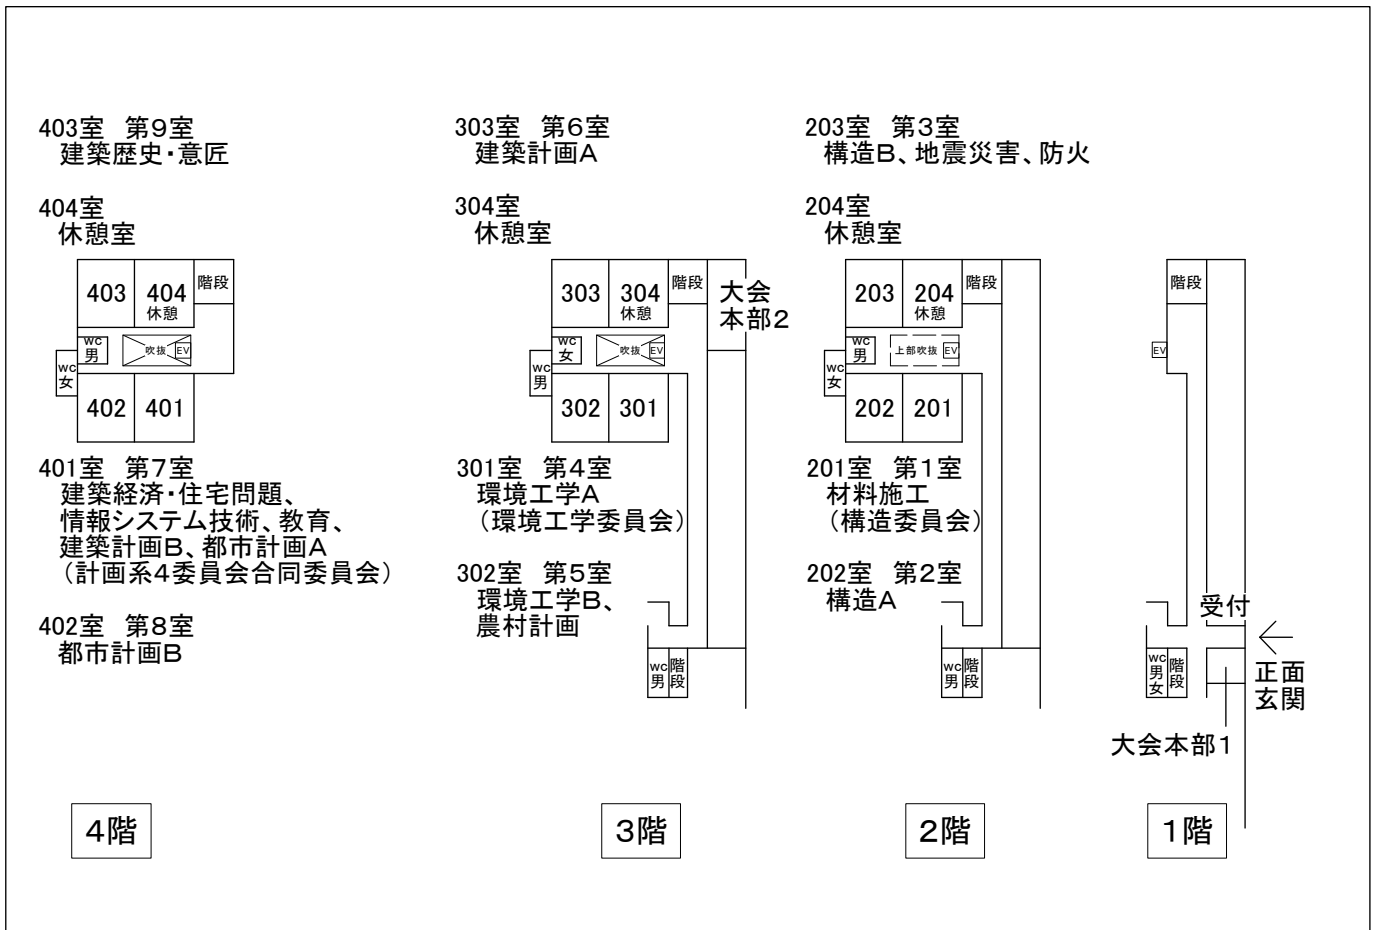 403室 第9室
建築歴史・意匠
404室
休憩室
403
404
休憩
階段
WC
男
吹抜
EV
WC
女
402
401
401室 第7室
建築経済・住宅問題、
情報システム技術、教育、
建築計画B、都市計画A
（計画系4委員会合同委員会）
402室 第8室
都市計画B
4階
303室 第6室
建築計画A
304室
休憩室
303
304
休憩
階段
大会
本部2
WC
女
吹抜
EV
WC
男
302
301
301室 第4室
環境工学A
（環境工学委員会）
302室 第5室
環境工学B、
農村計画
WC
男
階段
3階
203室 第3室
構造B、地震災害、防火
204室
休憩室
203
204
休憩
階段
WC
男
上部吹抜
EV
WC
女
202
201
201室 第1室
材料施工
（構造委員会）
202室 第2室
構造A
WC
男
階段
2階
階段
EV
受付
WC
男
女
階段
正面
玄関
大会本部1
1階